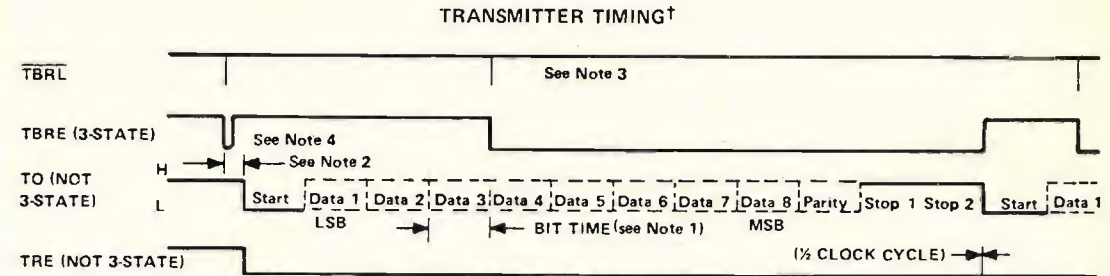 TRANSMITTER TIMING†
TBRL
See Note 3
TBRE (3-STATE)
See Note 4
See Note 2
TO (NOT
3-STATE)
H
L
Start Data 1 Data 2 Data 3 Data 4 Data 5 Data 6 Data 7 Data 8 Parity Stop 1 Stop 2 Start Data 1
LSB
BIT TIME (see Note 1)
MSB
(½ CLOCK CYCLE)
TRE (NOT 3-STATE)